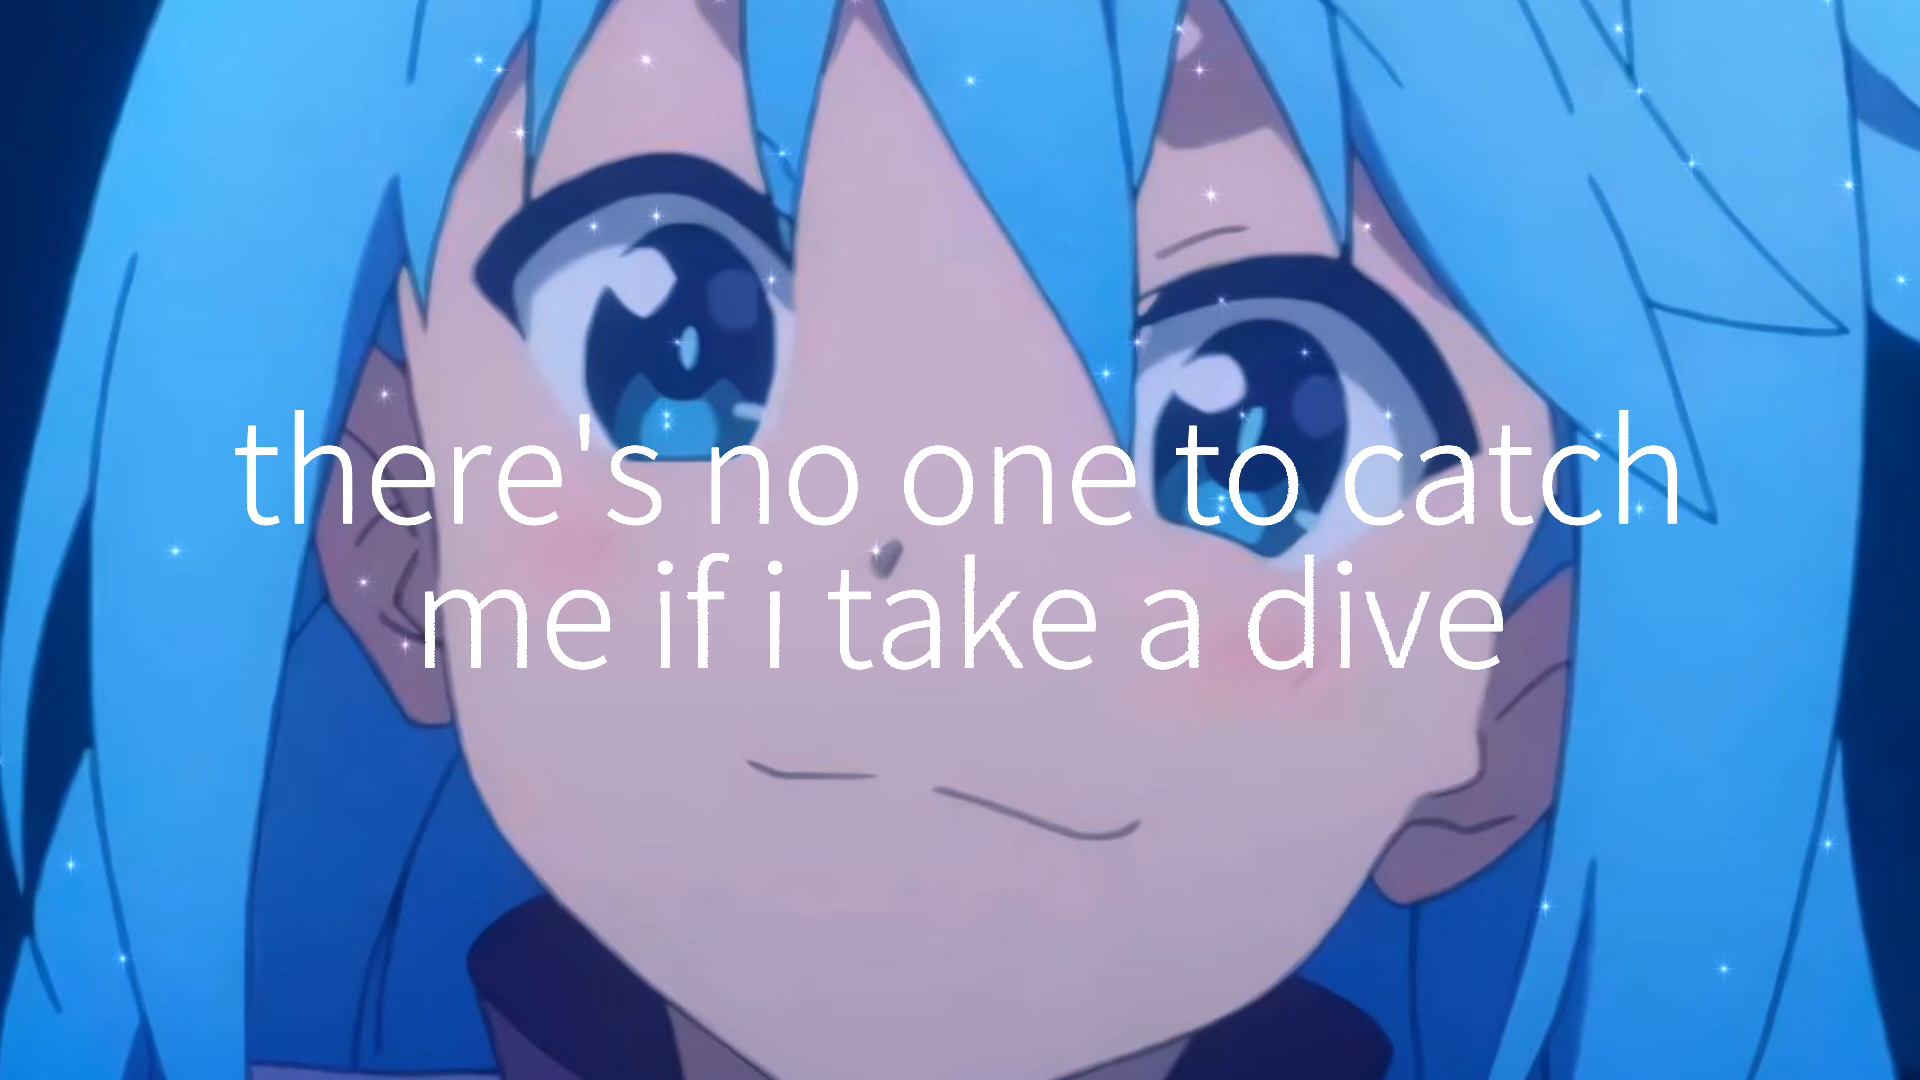 there's no one to catch
me if i take a dive